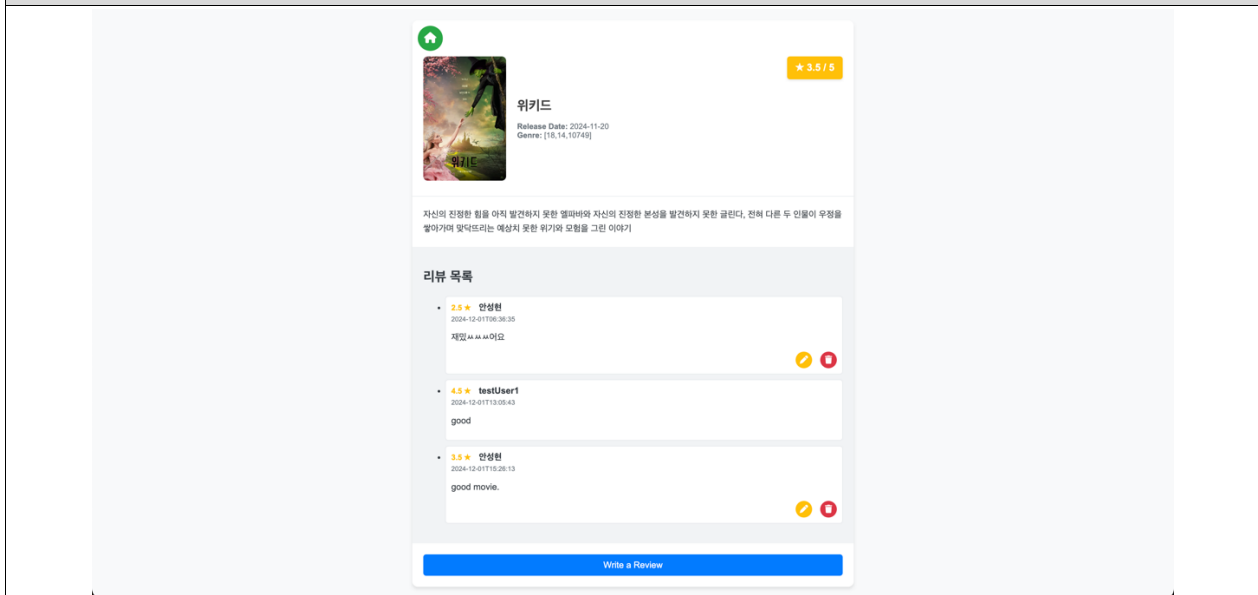 ★ 3.5 / 5
위키드
위키드
Release Date: 2024-11-20
Genre: [18,14,10749]
자신의 진정한 힘을 아직 발견하지 못한 엘파바와 자신의 진정한 본성을 발견하지 못한 글린다, 전혀 다른 두 인물이 우정을
쌓아가며 맞닥뜨리는 예상치 못한 위기와 모험을 그린 이야기
리뷰 목록
2.5 ★ 안성현
2024-12-01T06:36:35
재밌ㅆㅆㅆ어요
4.5 ★ testUser1
2024-12-01T13:05:43
good
3.5 ★ 안성현
2024-12-01T15:26:13
good movie.
Write a Review